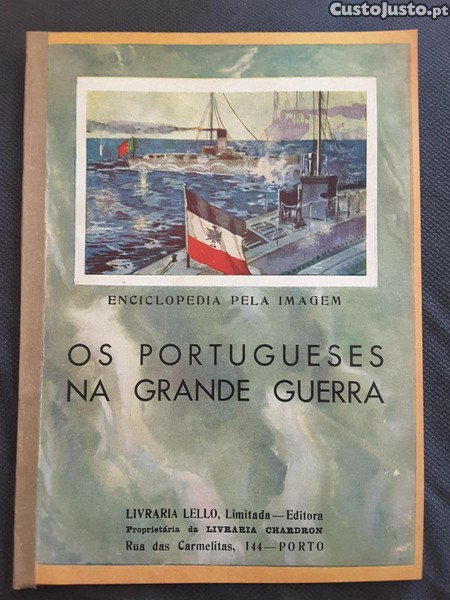 CustoJusto.pt
ENCICLOPEDIA PELA IMAGEM
OS PORTUGUESES
NA GRANDE GUERRA
LIVRARIA LELLO, Limitada—Editora
Proprietária da LIVRARIA CHARDRON
Rua das Carmelitas, 144—PORTO